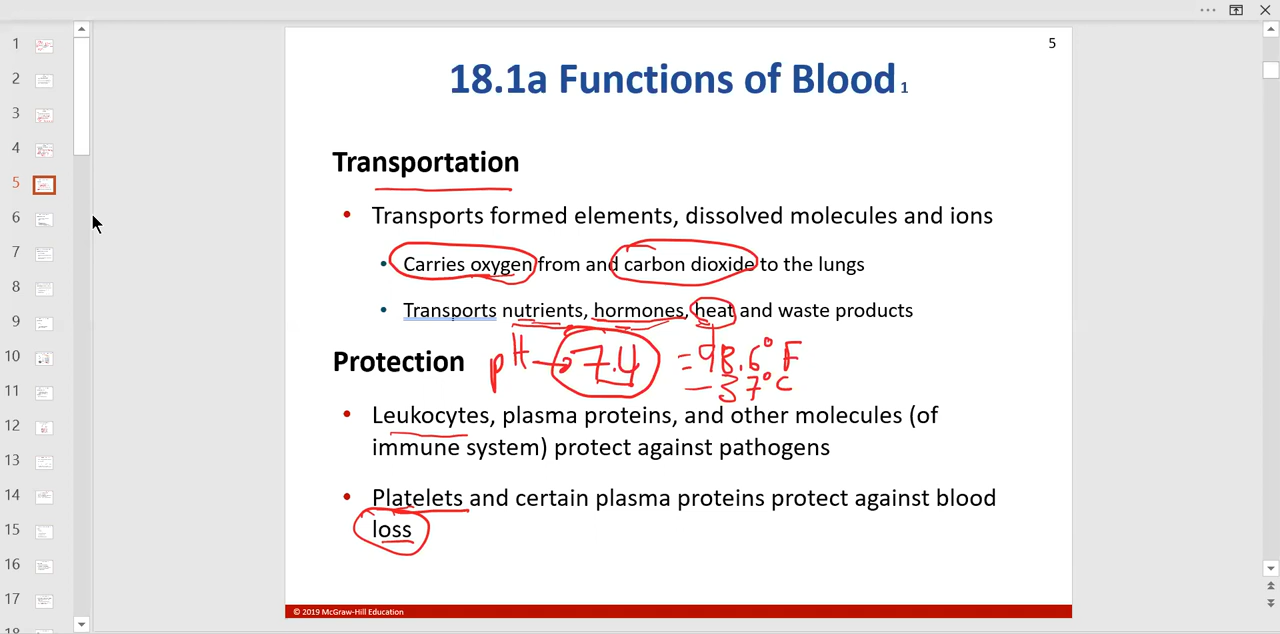 5
18.1a Functions of Blood 1
Transportation
• Transports formed elements, dissolved molecules and ions
• Carries oxygen from and carbon dioxide to the lungs
• Transports nutrients, hormones, heat and waste products
pH → 7.4 = 98.6° F
– 37° C
Protection
• Leukocytes, plasma proteins, and other molecules (of
immune system) protect against pathogens
• Platelets and certain plasma proteins protect against blood
loss
© 2019 McGraw-Hill Education
1
2
3
4
5
6
7
8
9
10
11
12
13
14
15
16
17
18